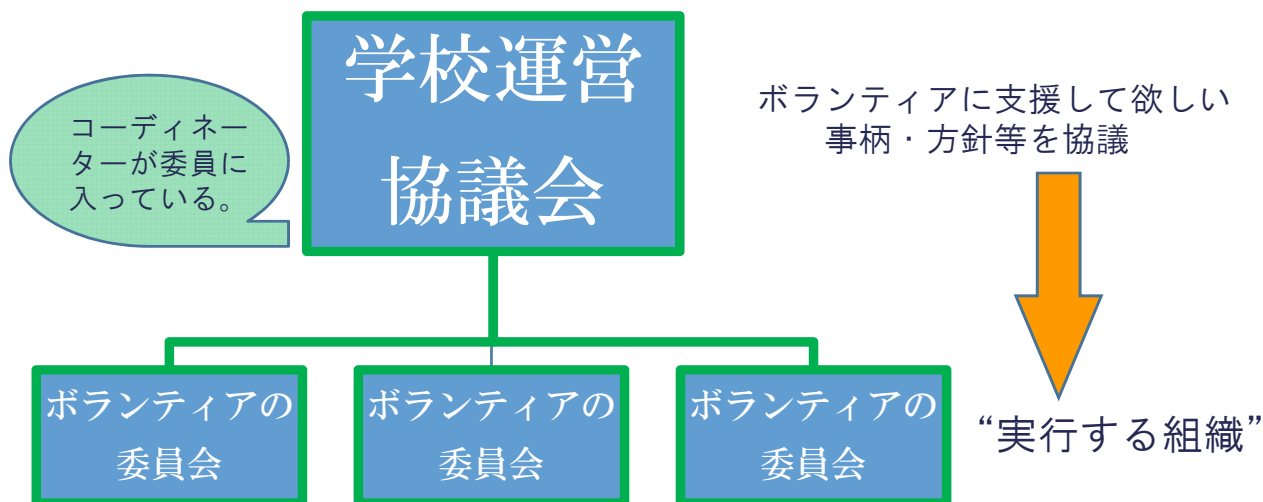 学校運営
協議会
コーディネー
ターが委員に
入っている。
ボランティアに支援して欲しい
事柄・方針等を協議
ボランティアの
委員会
ボランティアの
委員会
ボランティアの
委員会
“実行する組織”